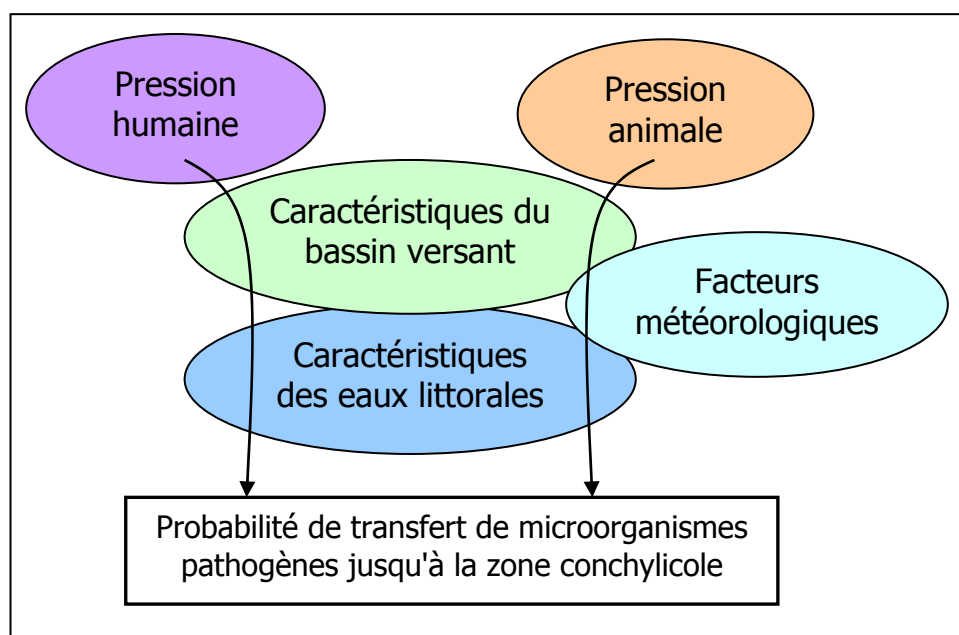 Pression
humaine
Pression
animale
Caractéristiques du
bassin versant
Facteurs
météorologiques
Caractéristiques
des eaux littorales
Probabilité de transfert de microorganismes
pathogènes jusqu'à la zone conchylicole